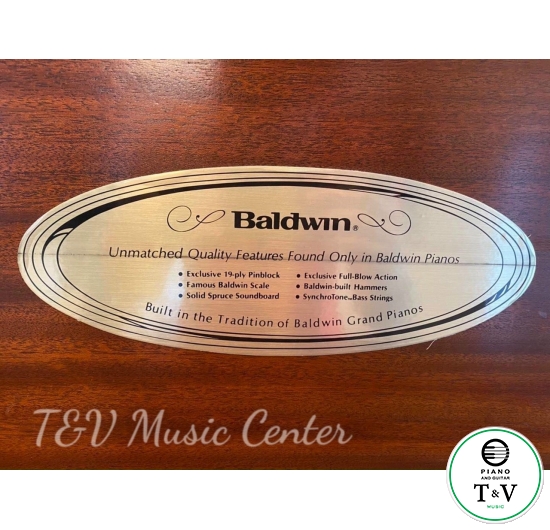 Baldwin®
Unmatched Quality Features Found Only in Baldwin Pianos
• Exclusive 19-ply Pinblock
• Famous Baldwin Scale
• Solid Spruce Soundboard
• Exclusive Full-Blow Action
• Baldwin-built Hammers
• SynchroTone™ Bass Strings
Built in the Tradition of Baldwin Grand Pianos
T&V Music Center
PIANO
AND GUITAR
T&V
MUSIC